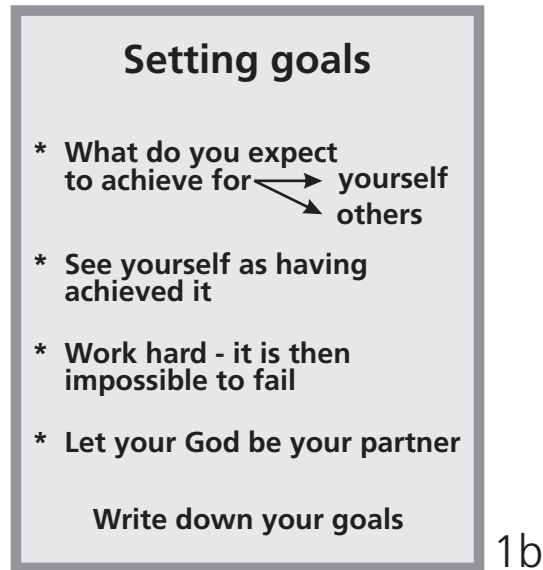 Setting goals
* What do you expect
to achieve for yourself
others
* See yourself as having
achieved it
* Work hard - it is then
impossible to fail
* Let your God be your partner
Write down your goals
1b